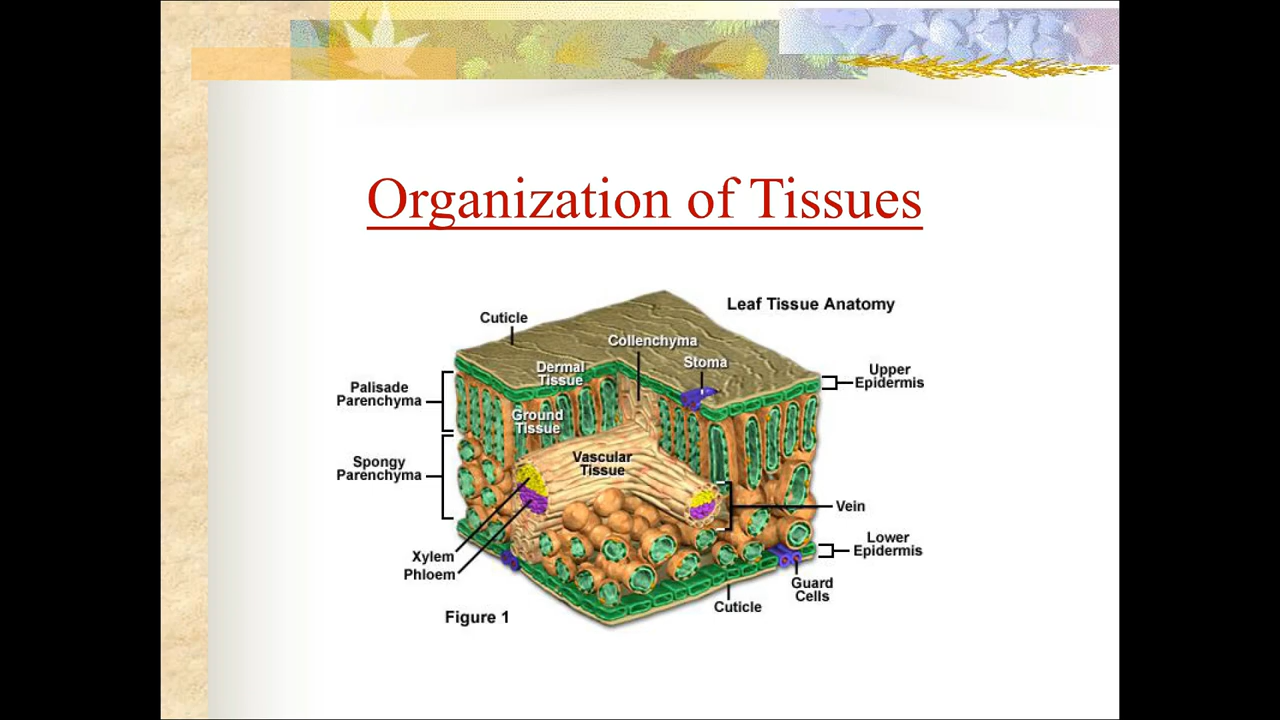 Organization of Tissues
Leaf Tissue Anatomy
Cuticle
Collenchyma
Stoma
Dermal
Tissue
Upper
Epidermis
Palisade
Parenchyma
Ground
Tissue
Vascular
Tissue
Spongy
Parenchyma
Vein
Lower
Epidermis
Xylem
Phloem
Guard
Cells
Cuticle
Figure 1